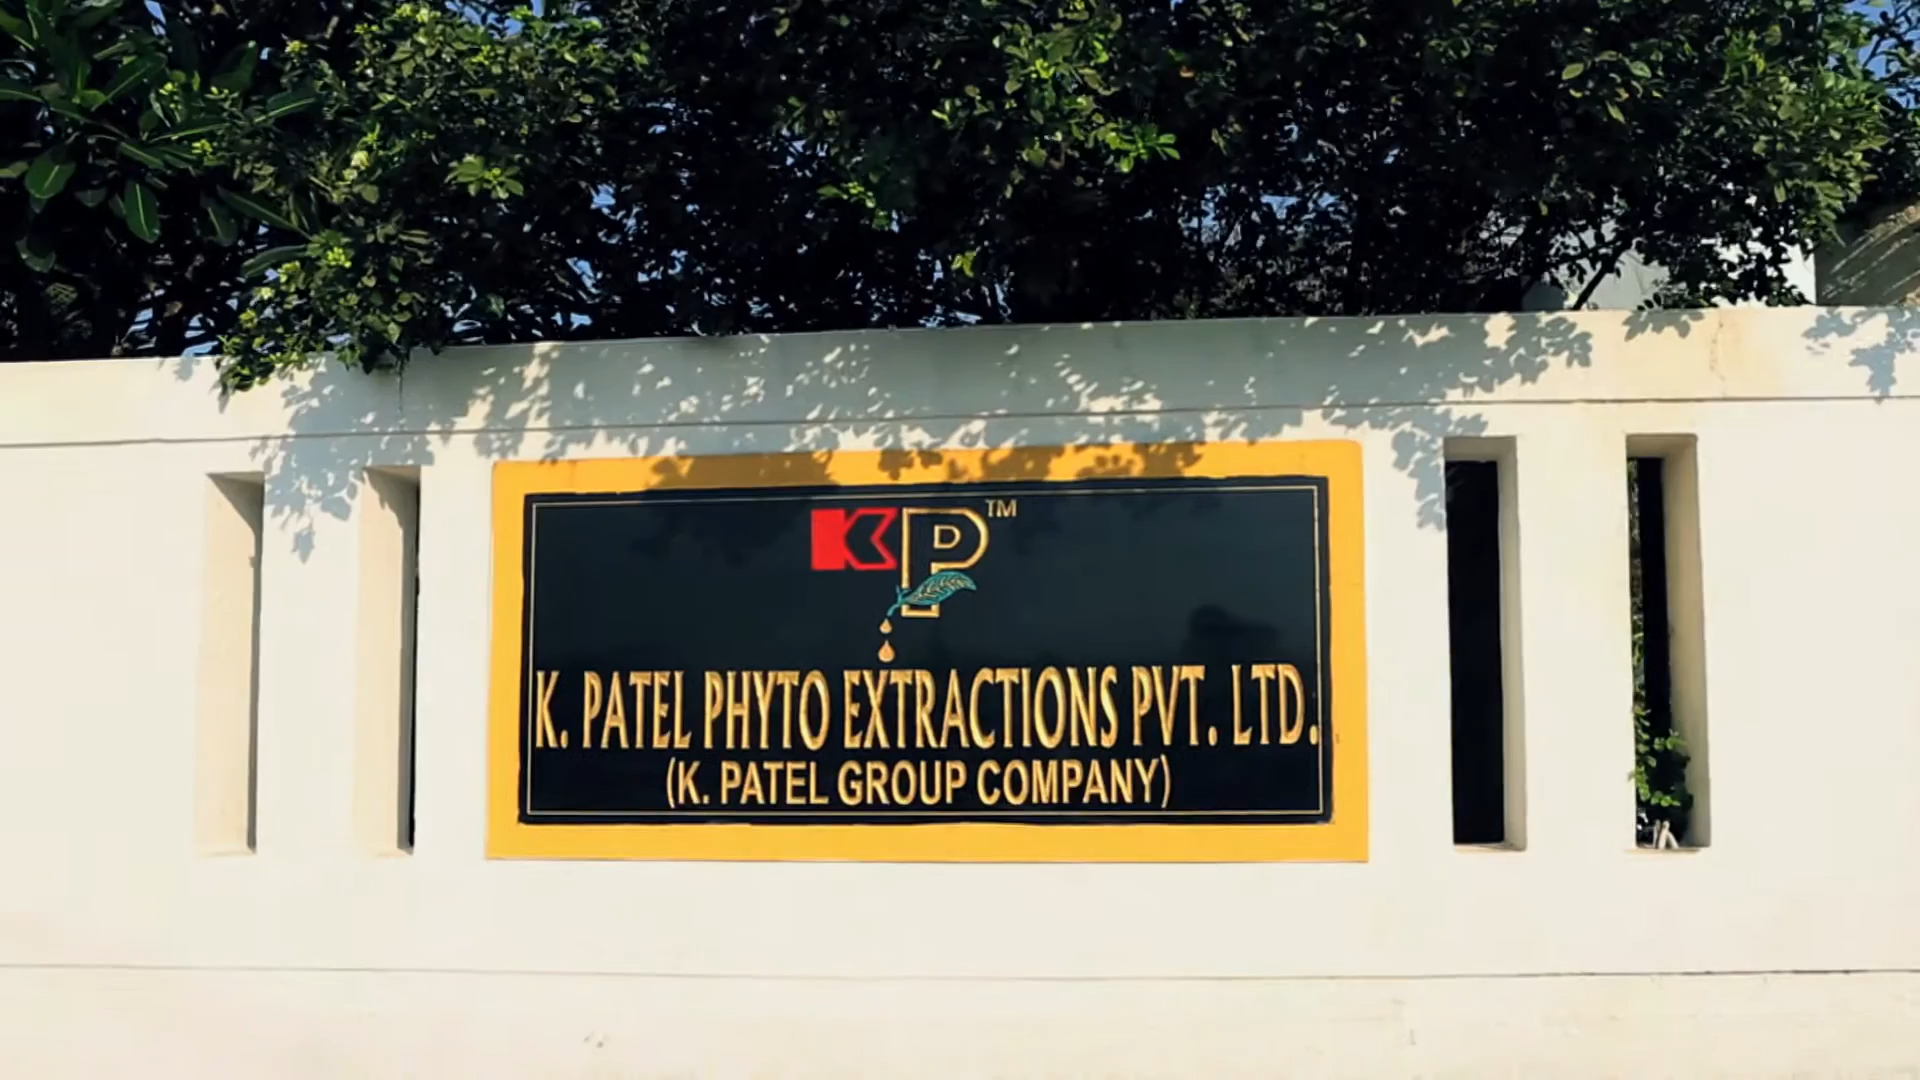 KP™
K. PATEL PHYTO EXTRACTIONS PVT. LTD.
(K. PATEL GROUP COMPANY)